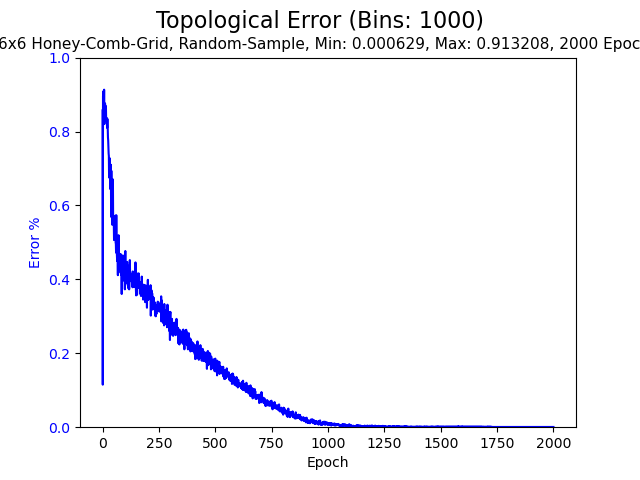 Topological Error (Bins: 1000)
6x6 Honey-Comb-Grid, Random-Sample, Min: 0.000629, Max: 0.913208, 2000 Epoc
1.0
0.8
0.6
0.4
0.2
0.0
Error %
0 250 500 750 1000 1250 1500 1750 2000
Epoch